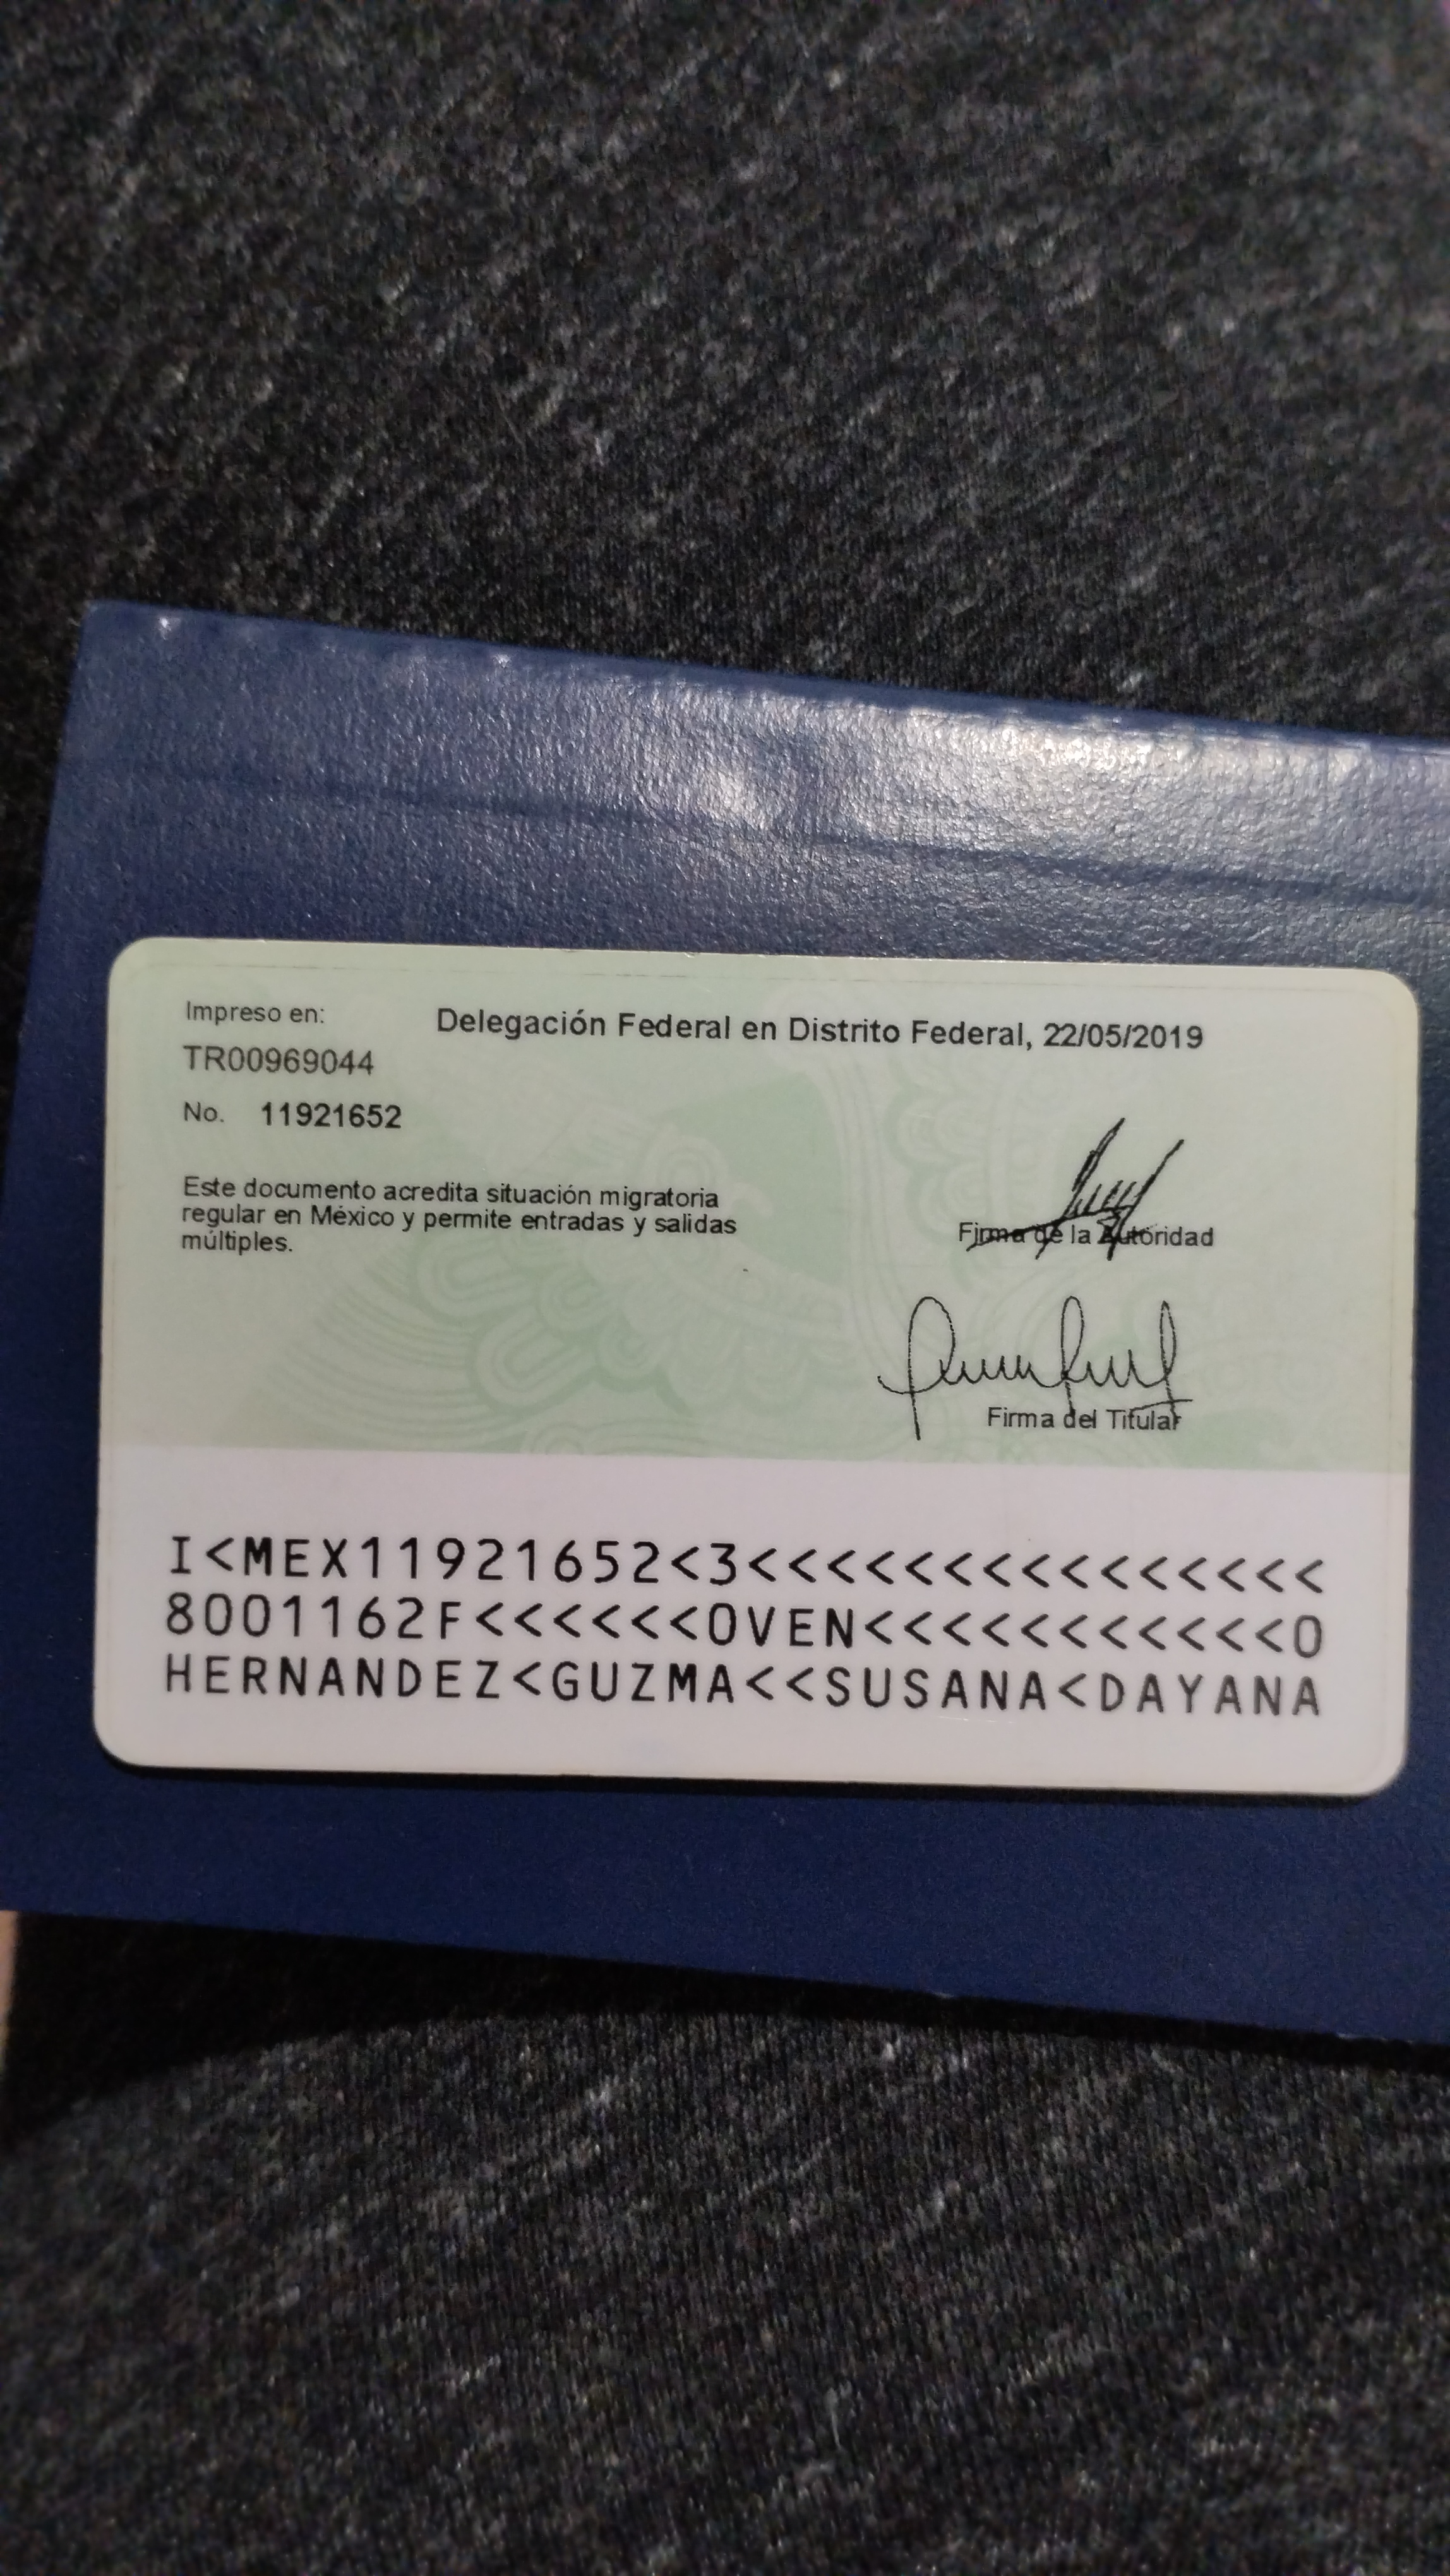 Impreso en: Delegación Federal en Distrito Federal, 22/05/2019
TR00969044
No. 11921652
Este documento acredita situación migratoria
regular en México y permite entradas y salidas
múltiples.
Firma de la Autoridad
Firma del Titular
I<MEX11921652<3<<<<<<<<<<<<<<<
8001162F<<<<<<0VEN<<<<<<<<<<<0
HERNANDEZ<GUZMA<<SUSANA<DAYANA